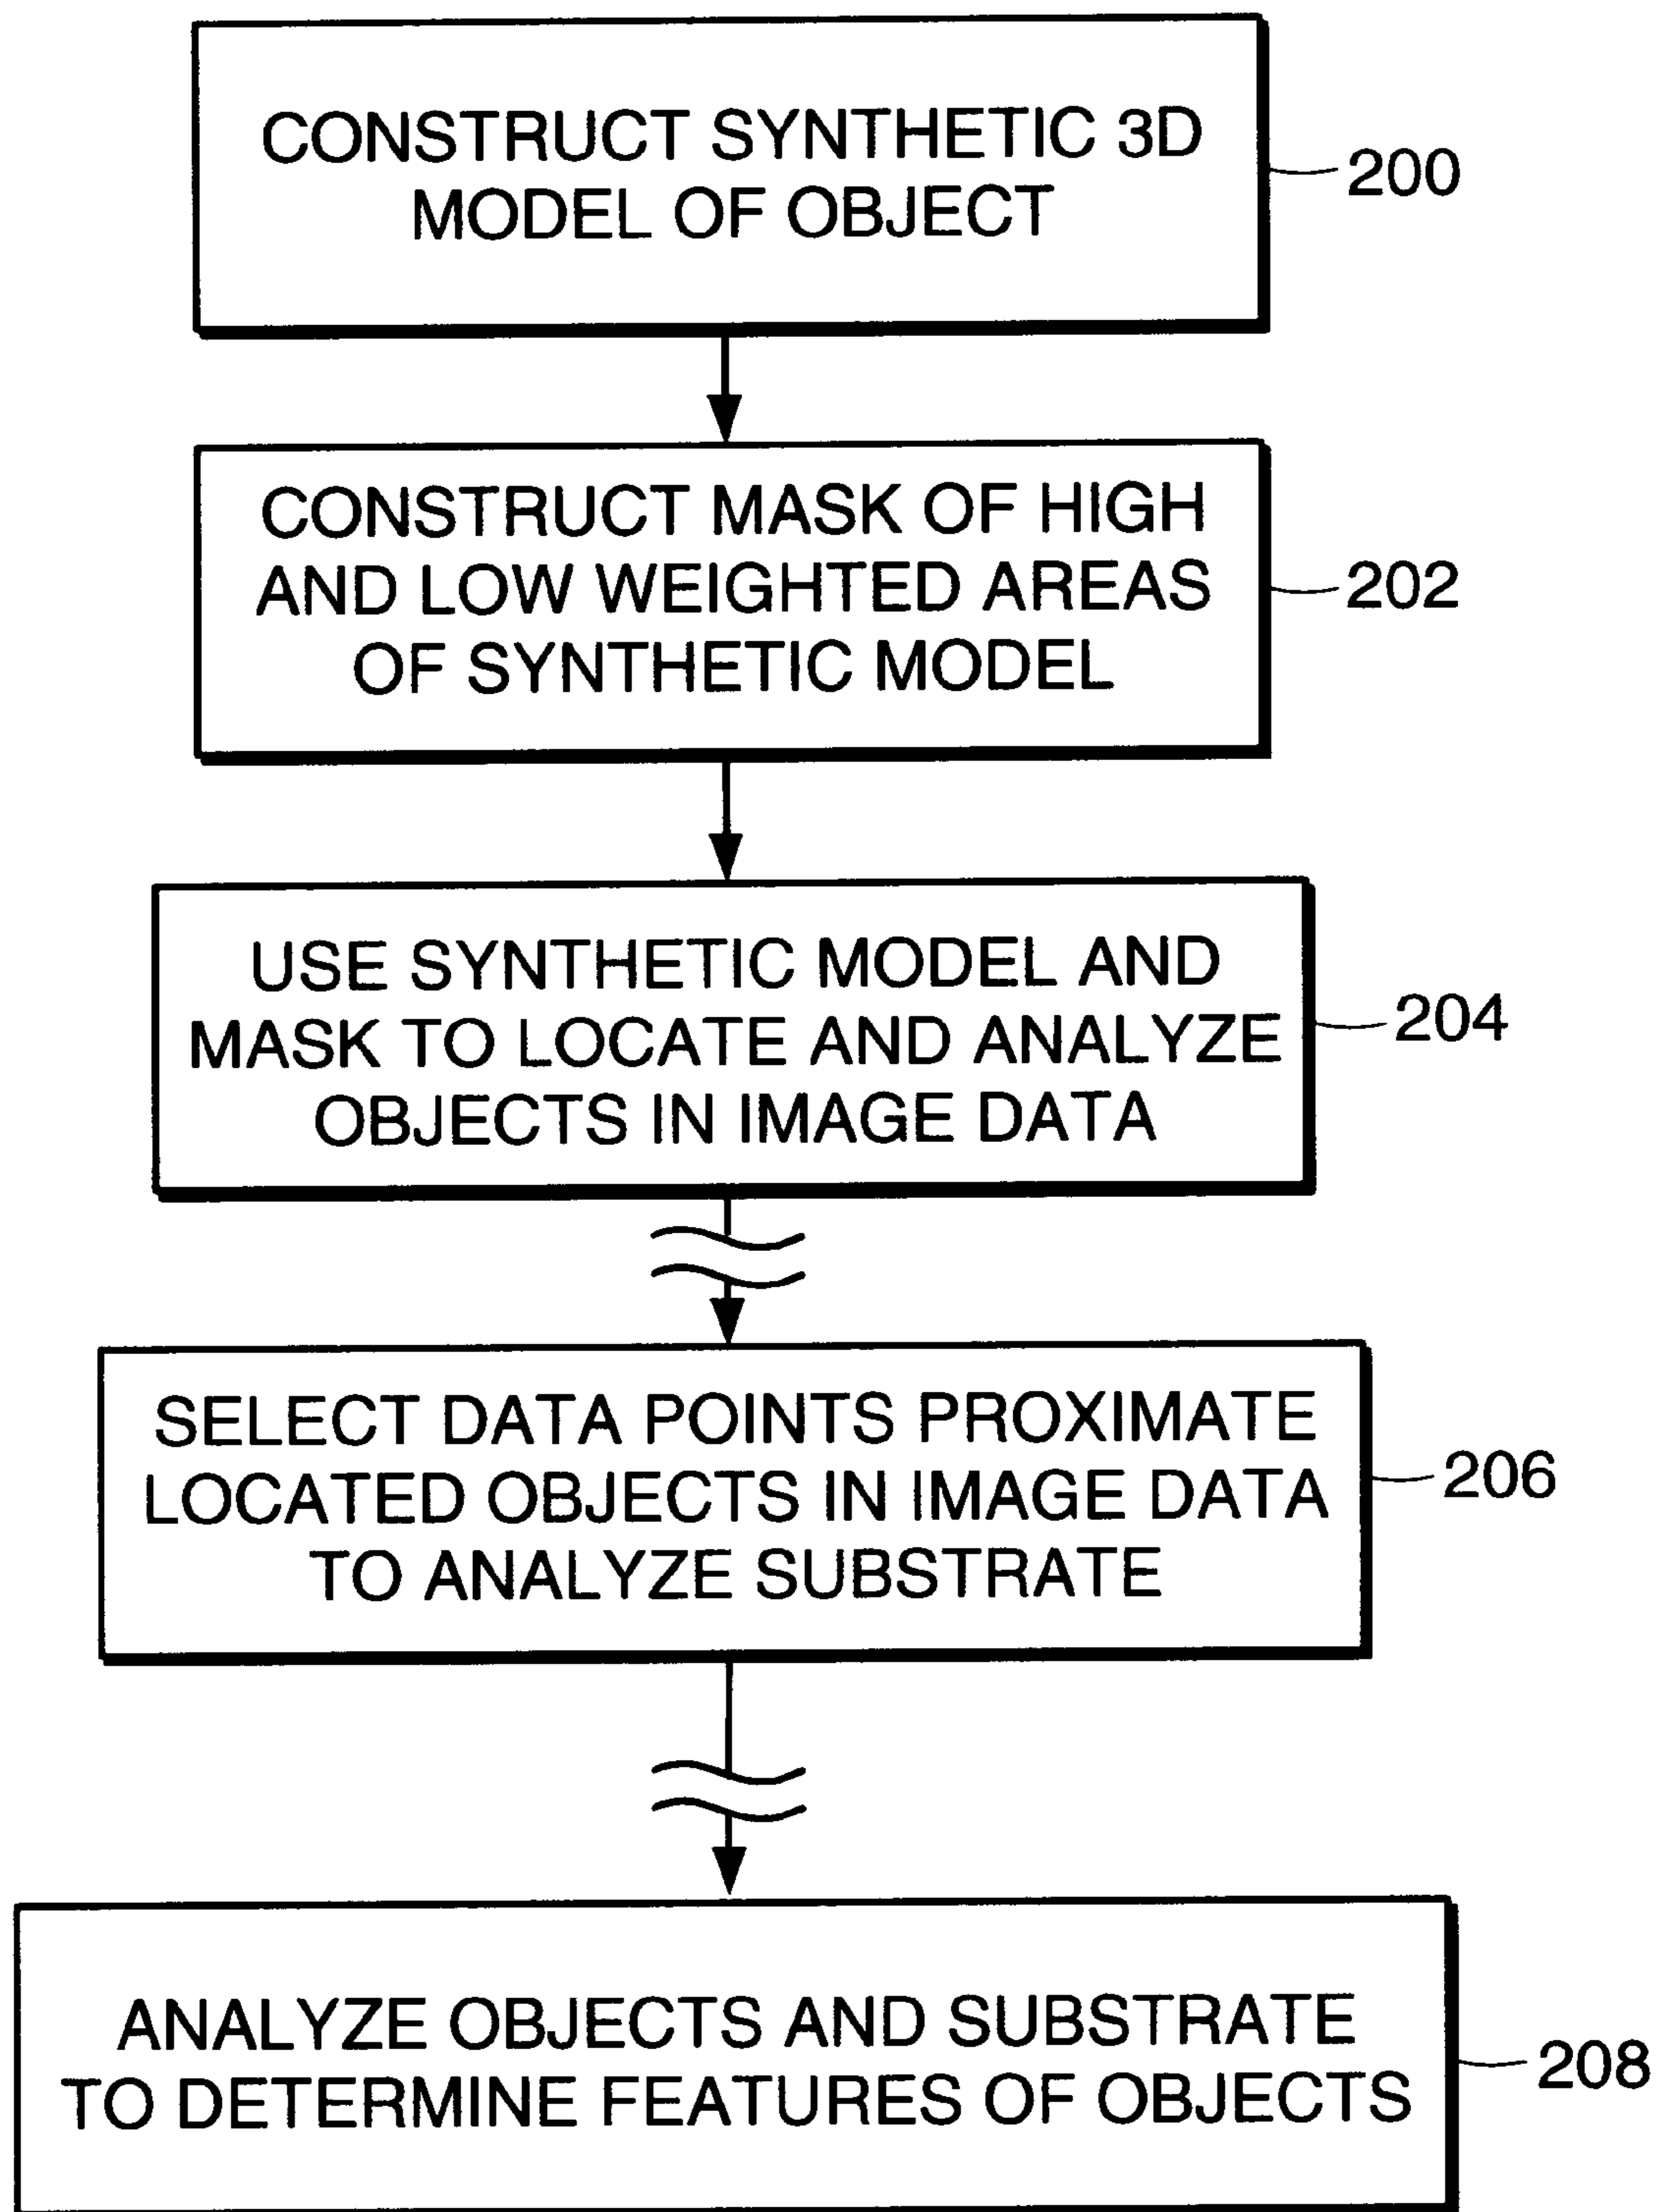 CONSTRUCT SYNTHETIC 3D
MODEL OF OBJECT
200
CONSTRUCT MASK OF HIGH
AND LOW WEIGHTED AREAS
OF SYNTHETIC MODEL
202
USE SYNTHETIC MODEL AND
MASK TO LOCATE AND ANALYZE
OBJECTS IN IMAGE DATA
204
SELECT DATA POINTS PROXIMATE
LOCATED OBJECTS IN IMAGE DATA
TO ANALYZE SUBSTRATE
206
ANALYZE OBJECTS AND SUBSTRATE
TO DETERMINE FEATURES OF OBJECTS
208